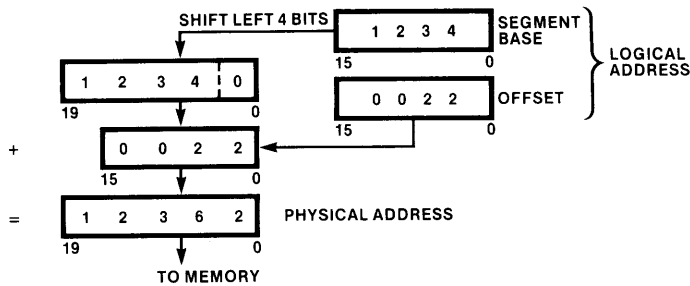 SHIFT LEFT 4 BITS
1 2 3 4
SEGMENT
BASE
15 0
LOGICAL
ADDRESS
1 2 3 4 0
19 0
0 0 2 2
OFFSET
15 0
+
0 0 2 2
15 0
=
1 2 3 6 2
PHYSICAL ADDRESS
19 0
TO MEMORY